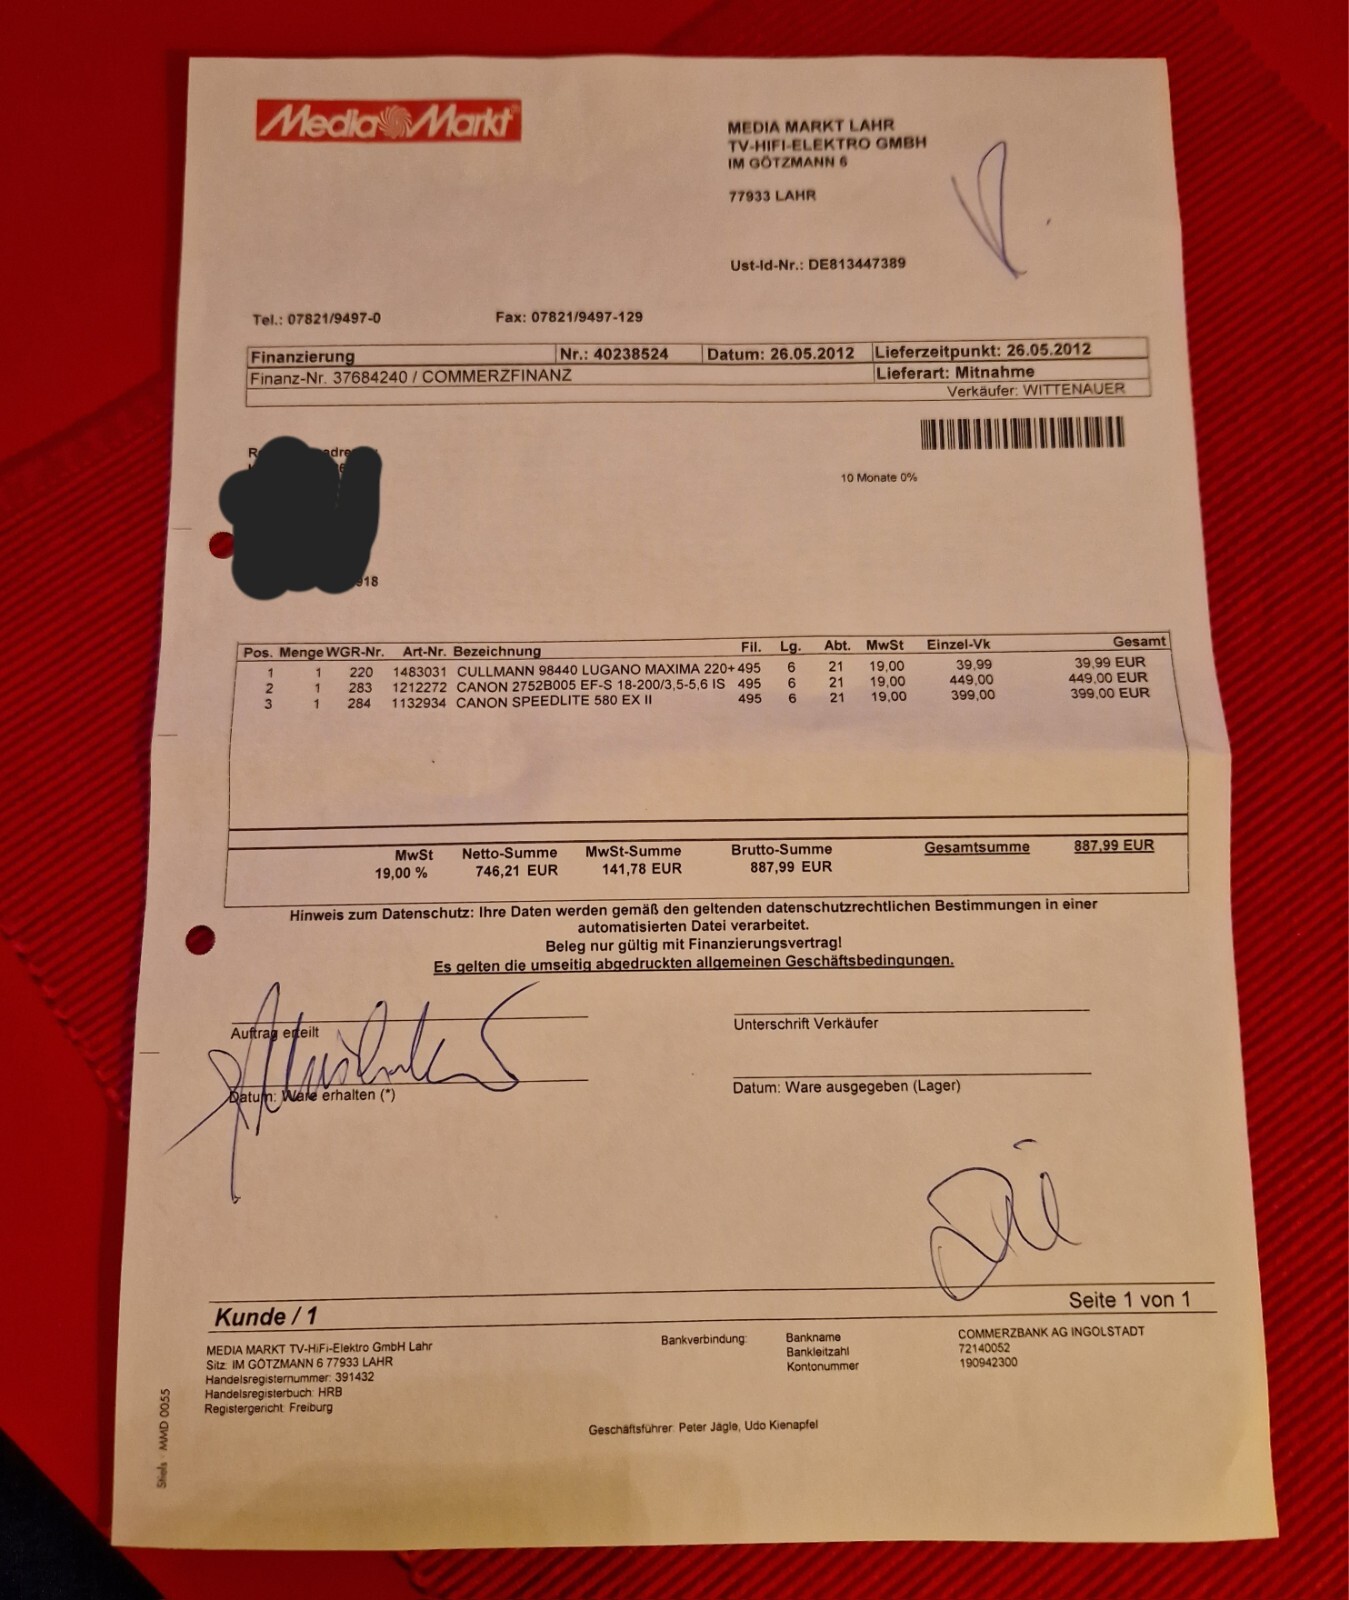 Media Markt
MEDIA MARKT LAHR
TV-HIFI-ELEKTRO GMBH
IM GÖTZMANN 6
77933 LAHR
Ust-Id-Nr.: DE813447389
Tel.: 07821/9497-0 Fax: 07821/9497-129
Finanzierung Nr.: 40238524 Datum: 26.05.2012 Lieferzeitpunkt: 26.05.2012
Finanz-Nr. 37684240 / COMMERZFINANZ Lieferart: Mitnahme
Verkäufer: WITTENAUER
10 Monate 0%
918
Pos. Menge WGR-Nr. Art-Nr. Bezeichnung Fil. Lg. Abt. MwSt Einzel-Vk Gesamt
1 1 220 1483031 CULLMANN 98440 LUGANO MAXIMA 220+ 495 6 21 19,00 39,99 39,99 EUR
2 1 283 1212272 CANON 2752B005 EF-S 18-200/3,5-5,6 IS 495 6 21 19,00 449,00 449,00 EUR
3 1 284 1132934 CANON SPEEDLITE 580 EX II 495 6 21 19,00 399,00 399,00 EUR
MwSt Netto-Summe MwSt-Summe Brutto-Summe Gesamtsumme 887,99 EUR
19,00 % 746,21 EUR 141,78 EUR 887,99 EUR
Hinweis zum Datenschutz: Ihre Daten werden gemäß den geltenden datenschutzrechtlichen Bestimmungen in einer
automatisierten Datei verarbeitet.
Beleg nur gültig mit Finanzierungsvertrag!
Es gelten die umseitig abgedruckten allgemeinen Geschäftsbedingungen.
Auftrag erteilt Unterschrift Verkäufer
Datum: Ware erhalten (*) Datum: Ware ausgegeben (Lager)
Kunde / 1 Seite 1 von 1
MEDIA MARKT TV-HiFi-Elektro GmbH Lahr Bankverbindung: Bankname COMMERZBANK AG INGOLSTADT
Sitz: IM GÖTZMANN 6 77933 LAHR Bankleitzahl 72140052
Handelsregisternummer: 391432 Kontonummer 190942300
Handelsregisterbuch: HRB
Registergericht: Freiburg
Geschäftsführer: Peter Jägle, Udo Kienapfel
Stiels · MMD 0055